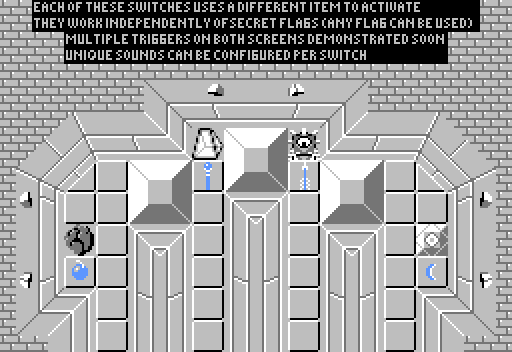 EACH OF THESE SWITCHES USES A DIFFERENT ITEM TO ACTIVATE
THEY WORK INDEPENDENTLY OF SECRET FLAGS (ANY FLAG CAN BE USED)
MULTIPLE TRIGGERS ON BOTH SCREENS DEMONSTRATED SOON
UNIQUE SOUNDS CAN BE CONFIGURED PER SWITCH